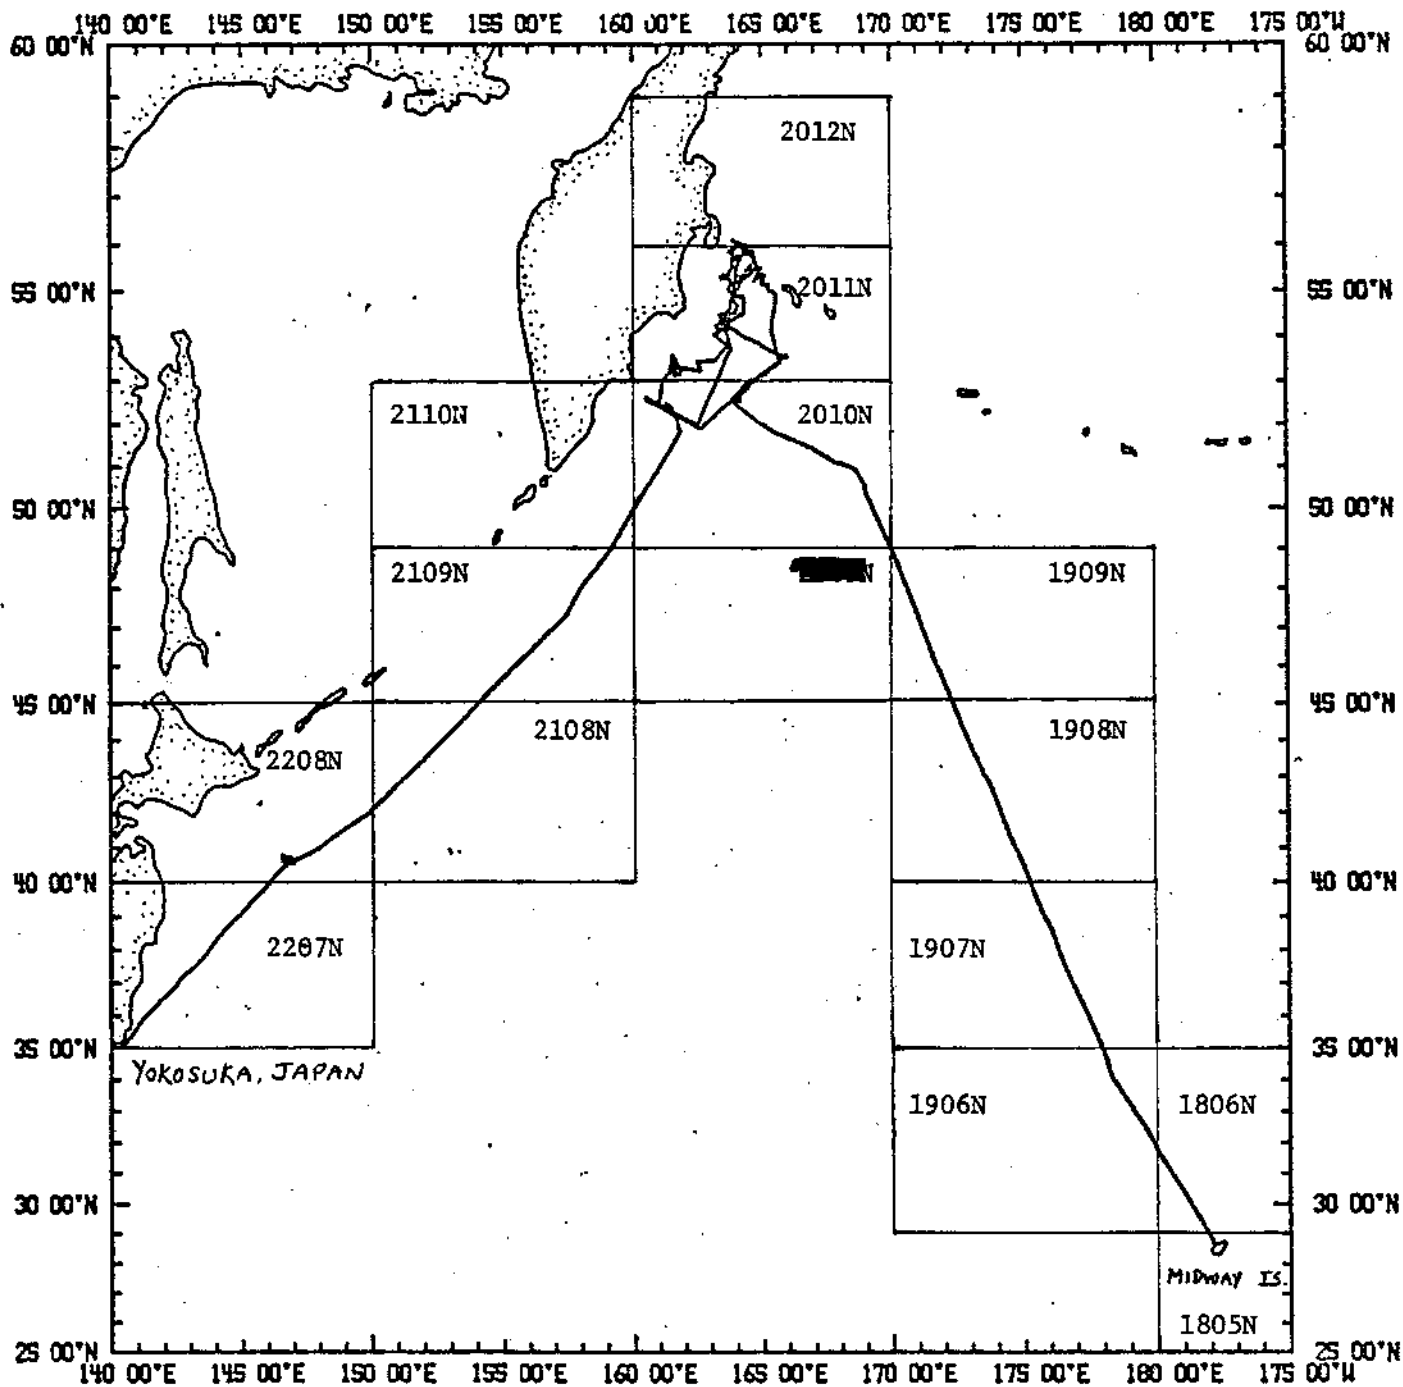 140 00°E 145 00°E 150 00°E 155 00°E 160 00°E 165 00°E 170 00°E 175 00°E 180 00°E 175 00°W
60 00°N 60 00°N
2012N
55 00°N 2011N 55 00°N
2110N 2010N
50 00°N 50 00°N
2109N 1909N
45 00°N 45 00°N
2108N 1908N
2208N
40 00°N 40 00°N
2207N 1907N
35 00°N 35 00°N
YOKOSUKA, JAPAN
1906N 1806N
30 00°N 30 00°N
MIDWAY IS.
1805N
25 00°N 25 00°N
140 00°E 145 00°E 150 00°E 155 00°E 160 00°E 165 00°E 170 00°E 175 00°E 180 00°E 175 00°W